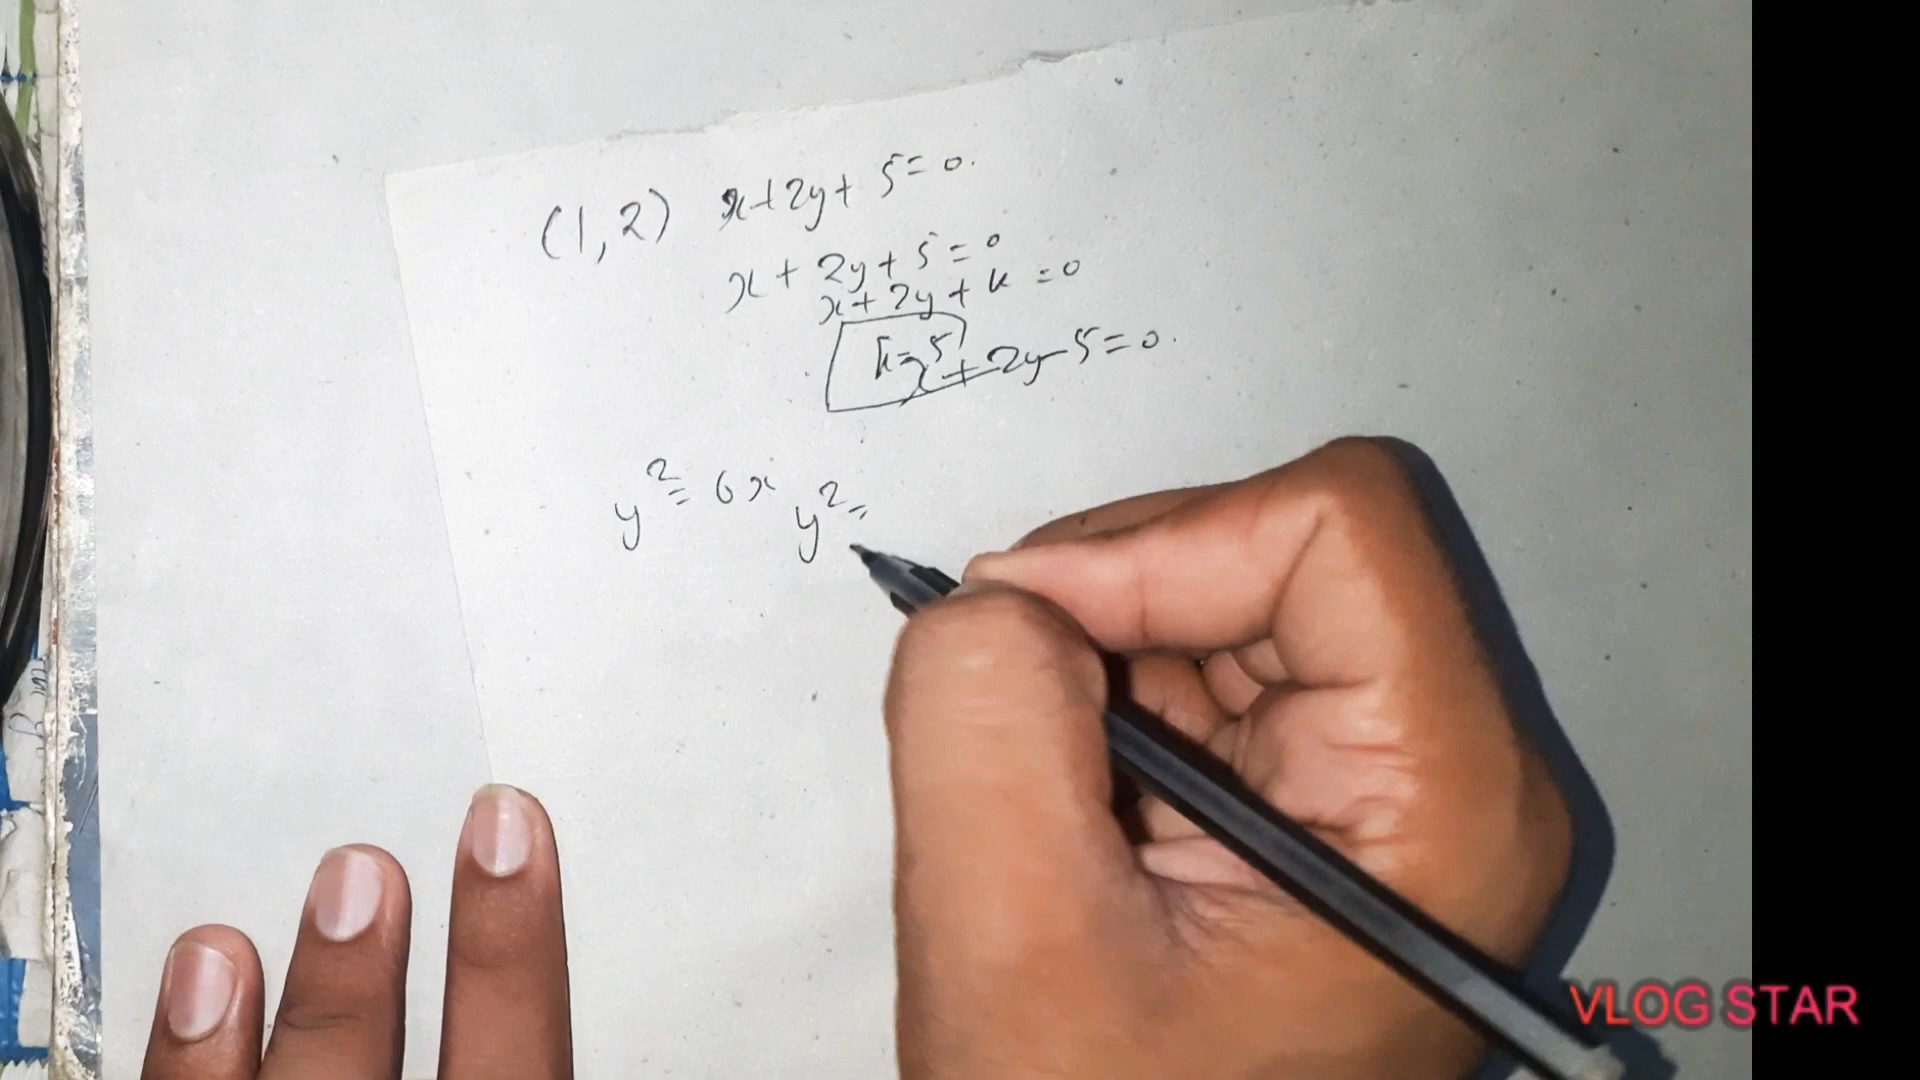 (1,2) x+2y+5=0.
x+2y+5=0
x+2y+k=0
k=-5
x+2y-5=0.
y²=6x y²=
VLOG STAR